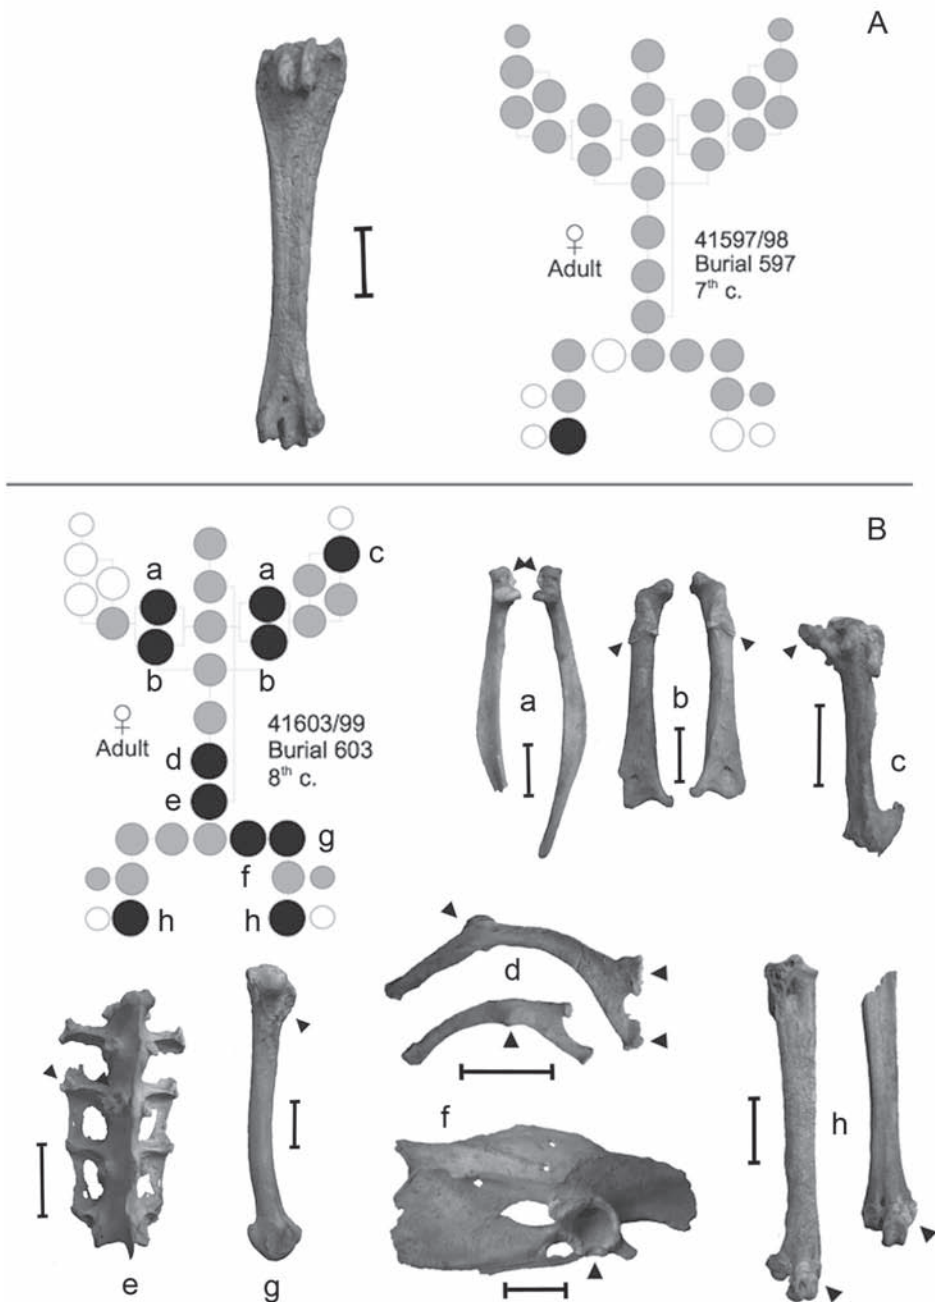 A
♀
Adult
41597/98
Burial 597
7th c.
B
a
a
c
b
b
♀
Adult
41603/99
Burial 603
8th c.
d
e
g
f
h
h
a
b
c
d
e
g
f
h